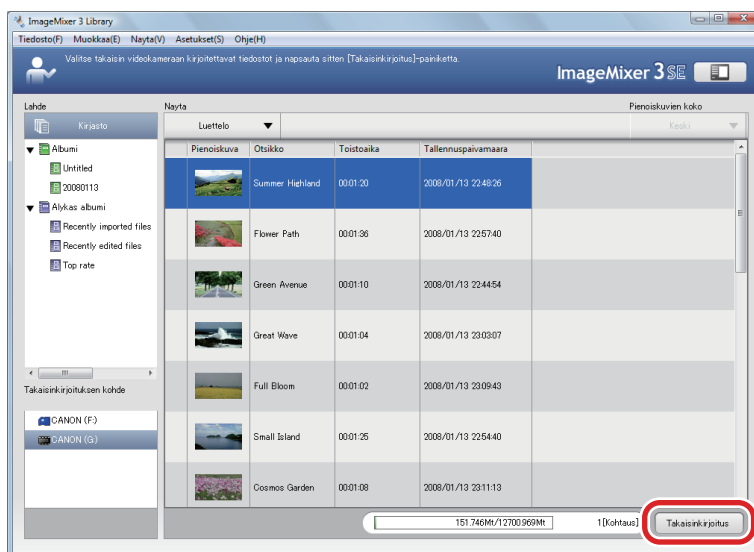 ImageMixer 3 Library
Tiedosto(F) Muokkaa(E) Nayta(V) Asetukset(S) Ohje(H)
Valitse takaisin videokameraan kirjoitettavat tiedostot ja napsauta sitten [Takaisinkirjoitus]-painiketta.
ImageMixer 3 SE
Lahde Nayta Pienoiskuvien koko
Kirjasto Luettelo Keski
Albumi
Untitled
20080113
Alykas albumi
Recently imported files
Recently edited files
Top rate
Pienoiskuva Otsikko Toistoaika Tallennuspaivamaara
Summer Highland 00:01:20 2008/01/13 22:48:26
Flower Path 00:01:36 2008/01/13 22:57:40
Green Avenue 00:01:10 2008/01/13 22:44:54
Great Wave 00:01:04 2008/01/13 23:03:07
Full Bloom 00:01:02 2008/01/13 23:09:43
Small Island 00:01:25 2008/01/13 22:54:40
Cosmos Garden 00:01:08 2008/01/13 23:11:13
Takaisinkirjoituksen kohde
CANON (F:)
CANON (G:)
151.746Mt/12700.969Mt 1 [Kohtaus] Takaisinkirjoitus